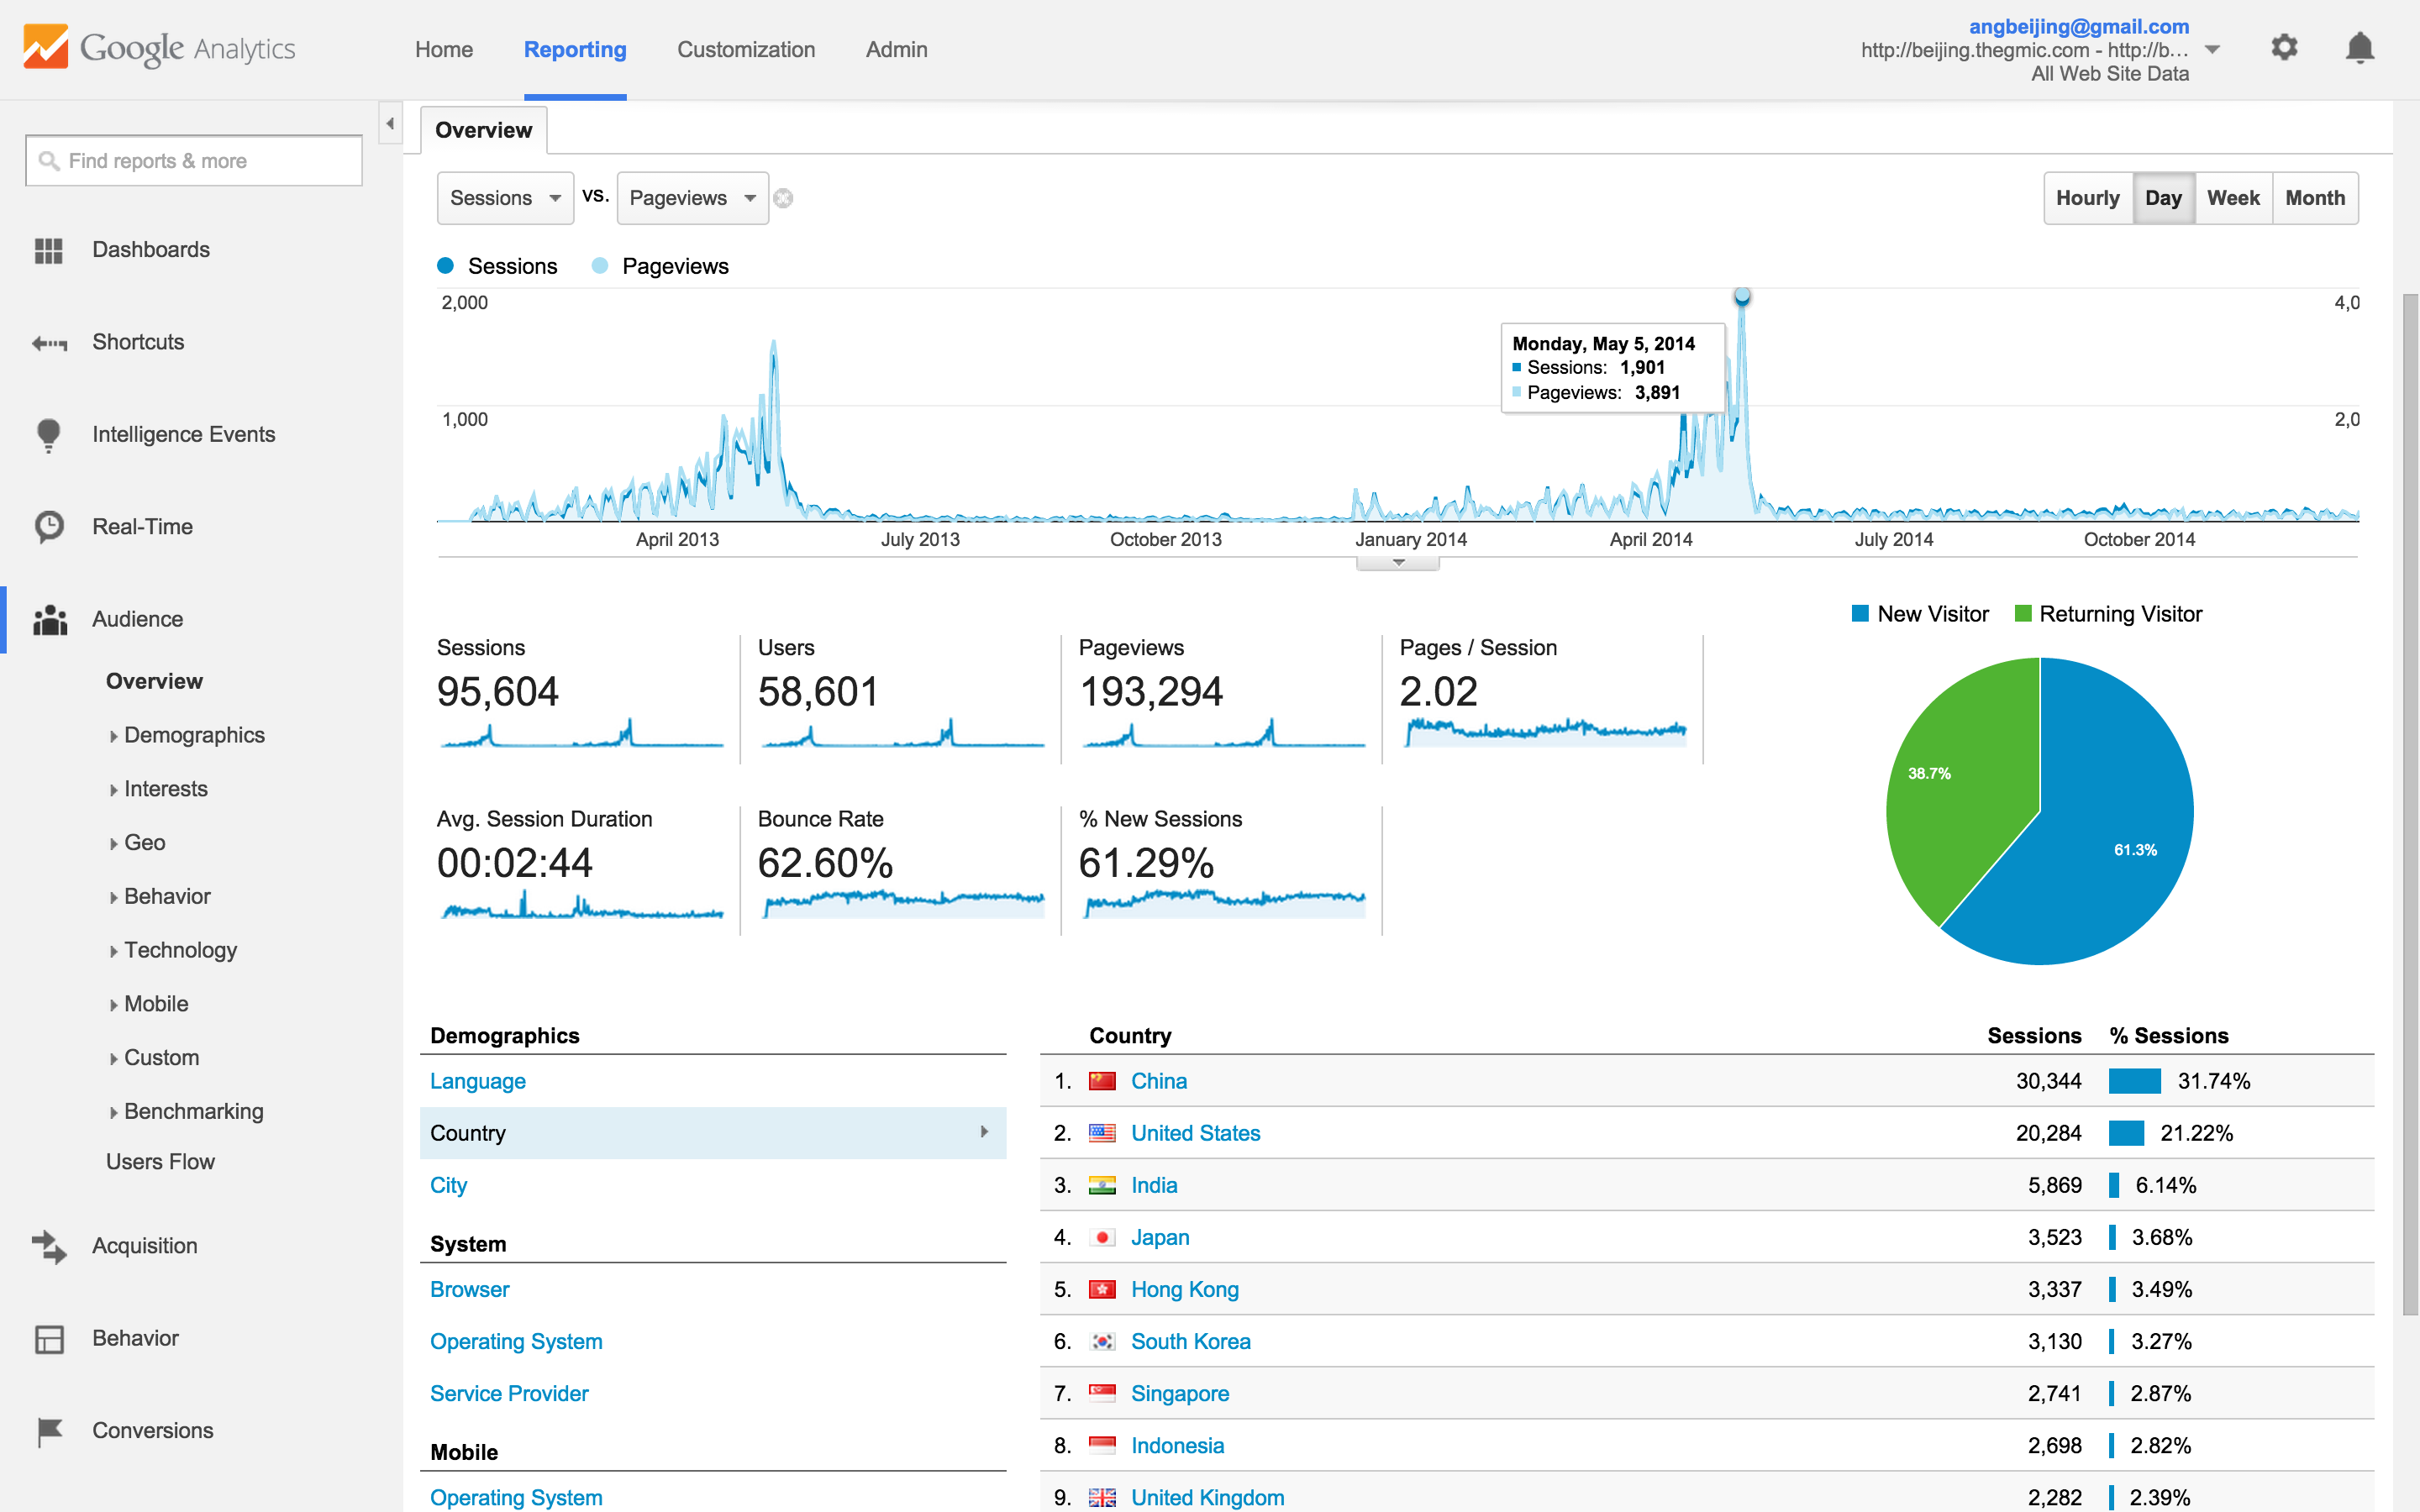 Google Analytics
Home
Reporting
Customization
Admin
angbeijing@gmail.com
http://beijing.thegmic.com - http://b...
All Web Site Data
Find reports & more
Dashboards
Shortcuts
Intelligence Events
Real-Time
Audience
Overview
Demographics
Interests
Geo
Behavior
Technology
Mobile
Custom
Benchmarking
Users Flow
Acquisition
Behavior
Conversions
Overview
Sessions
VS.
Pageviews
Hourly
Day
Week
Month
Sessions
Pageviews
2,000
4,0
1,000
2,0
Monday, May 5, 2014
Sessions: 1,901
Pageviews: 3,891
April 2013
July 2013
October 2013
January 2014
April 2014
July 2014
October 2014
New Visitor
Returning Visitor
Sessions
95,604
Users
58,601
Pageviews
193,294
Pages / Session
2.02
Avg. Session Duration
00:02:44
Bounce Rate
62.60%
% New Sessions
61.29%
38.7%
61.3%
Demographics
Language
Country
City
System
Browser
Operating System
Service Provider
Mobile
Operating System
Country Sessions % Sessions
1. China 30,344 31.74%
2. United States 20,284 21.22%
3. India 5,869 6.14%
4. Japan 3,523 3.68%
5. Hong Kong 3,337 3.49%
6. South Korea 3,130 3.27%
7. Singapore 2,741 2.87%
8. Indonesia 2,698 2.82%
9. United Kingdom 2,282 2.39%